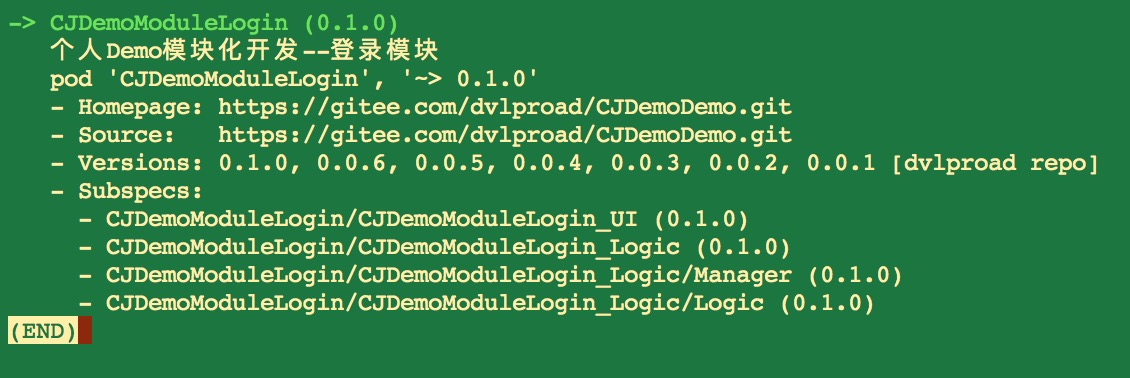 -> CJDemoModuleLogin (0.1.0)
个人Demo模块化开发--登录模块
pod 'CJDemoModuleLogin', '~> 0.1.0'
- Homepage: https://gitee.com/dvlproad/CJDemoDemo.git
- Source:   https://gitee.com/dvlproad/CJDemoDemo.git
- Versions: 0.1.0, 0.0.6, 0.0.5, 0.0.4, 0.0.3, 0.0.2, 0.0.1 [dvlproad repo]
- Subspecs:
- CJDemoModuleLogin/CJDemoModuleLogin_UI (0.1.0)
- CJDemoModuleLogin/CJDemoModuleLogin_Logic (0.1.0)
- CJDemoModuleLogin/CJDemoModuleLogin_Logic/Manager (0.1.0)
- CJDemoModuleLogin/CJDemoModuleLogin_Logic/Logic (0.1.0)
(END)